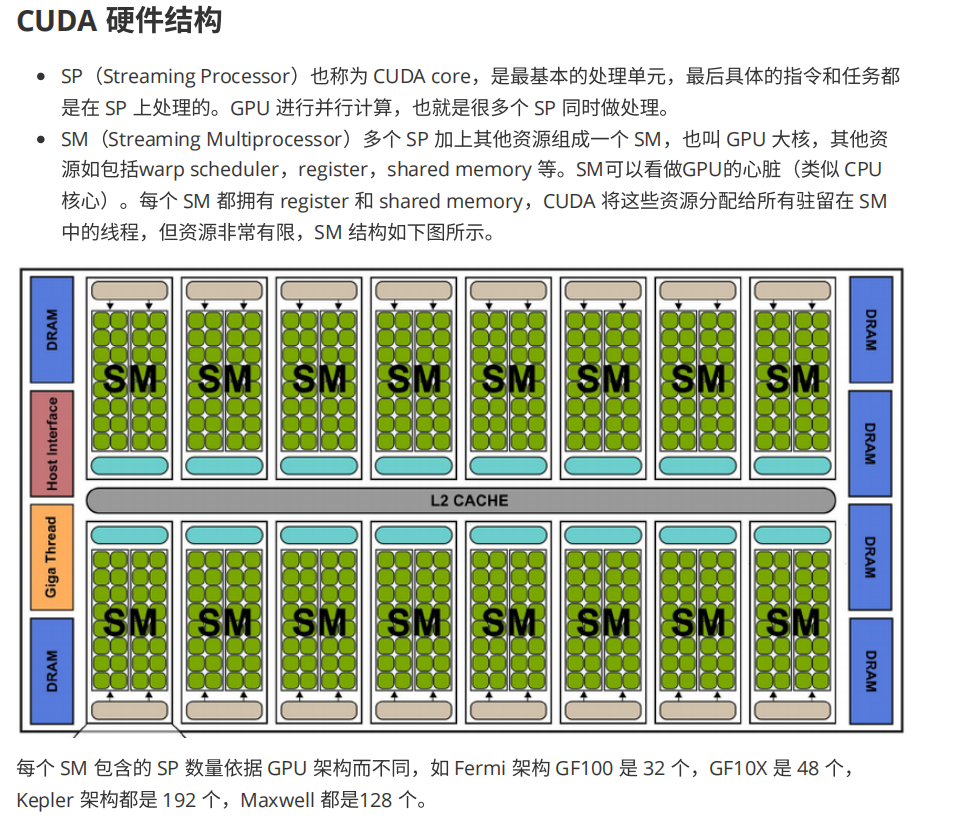 CUDA 硬件结构
• SP（Streaming Processor）也称为 CUDA core，是最基本的处理单元，最后具体的指令和任务都
是在 SP 上处理的。GPU 进行并行计算，也就是很多个 SP 同时做处理。
• SM（Streaming Multiprocessor）多个 SP 加上其他资源组成一个 SM，也叫 GPU 大核，其他资
源如包括warp scheduler，register，shared memory 等。SM可以看做GPU的心脏（类似 CPU
核心）。每个 SM 都拥有 register 和 shared memory，CUDA 将这些资源分配给所有驻留在 SM
中的线程，但资源非常有限，SM 结构如下图所示。
DRAM
Host Interface
Giga Thread
DRAM
SM SM SM SM SM SM SM SM
L2 CACHE
SM SM SM SM SM SM SM SM
DRAM
DRAM
DRAM
DRAM
每个 SM 包含的 SP 数量依据 GPU 架构而不同，如 Fermi 架构 GF100 是 32 个，GF10X 是 48 个，
Kepler 架构都是 192 个，Maxwell 都是128 个。